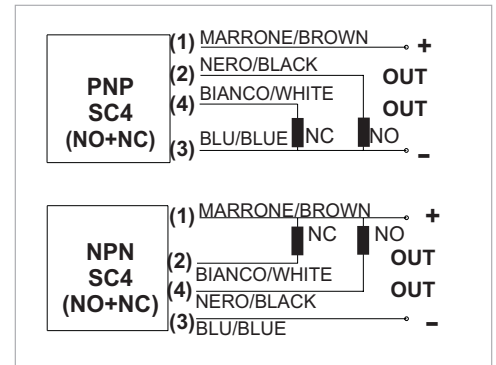 (1) MARRONE/BROWN +
(2) NERO/BLACK OUT
PNP
SC4
(NO+NC)
(4) BIANCO/WHITE OUT
(3) BLU/BLUE NC NO -
(1) MARRONE/BROWN +
NC NO
NPN
SC4
(NO+NC)
(2) OUT
BIANCO/WHITE
(4) OUT
NERO/BLACK
(3) -
BLU/BLUE